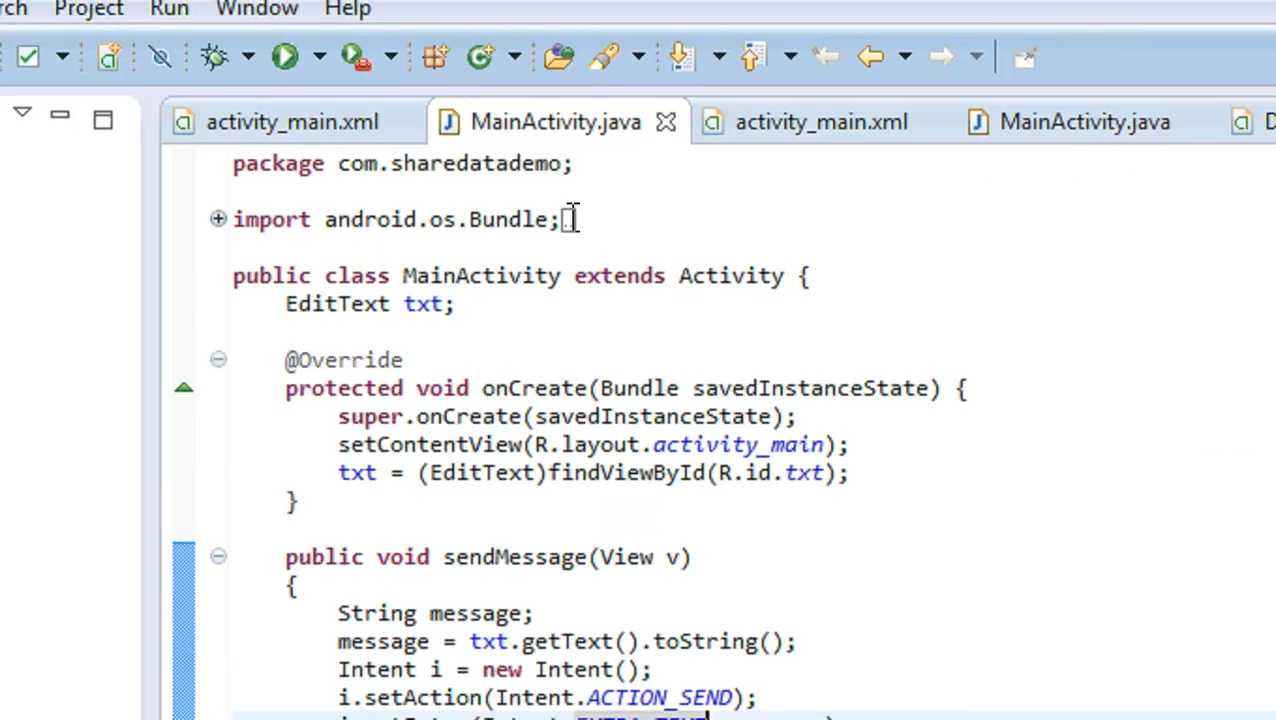 rch Project Run Window Help
activity_main.xml MainActivity.java activity_main.xml MainActivity.java D
package com.sharedatademo;
import android.os.Bundle;
public class MainActivity extends Activity {
EditText txt;
@Override
protected void onCreate(Bundle savedInstanceState) {
super.onCreate(savedInstanceState);
setContentView(R.layout.activity_main);
txt = (EditText)findViewById(R.id.txt);
}
public void sendMessage(View v)
{
String message;
message = txt.getText().toString();
Intent i = new Intent();
i.setAction(Intent.ACTION_SEND);